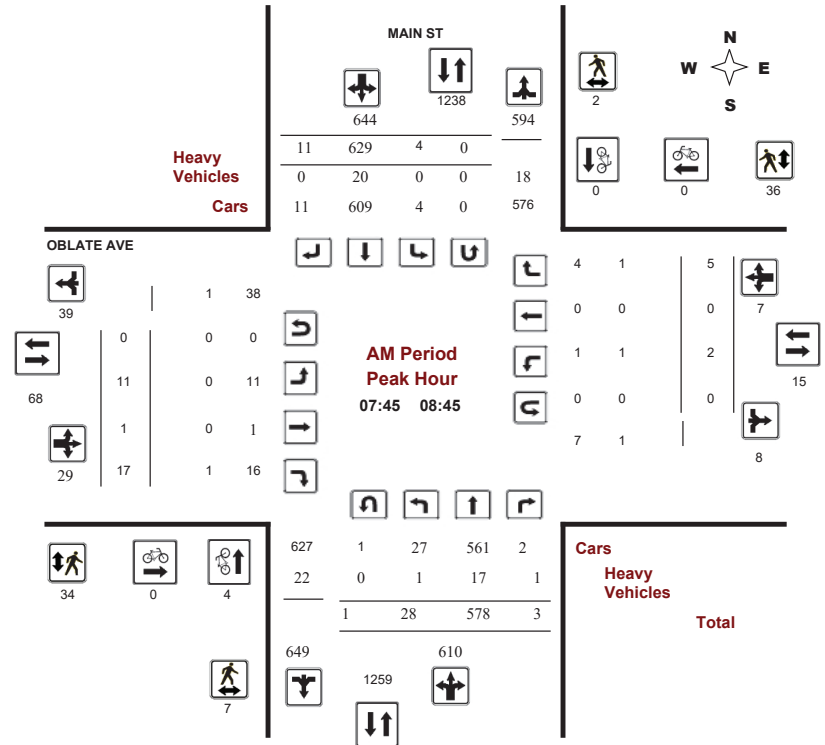 MAIN ST
N
W E
S
1238
2
644 594
11 629 4 0
Heavy
Vehicles
0 20 0 0 18
Cars 11 609 4 0 576
0 0 36
OBLATE AVE
4 1 5
39
1 38
7
0 0 0
0 0 0
AM Period
68
11 0 11
1 1 2
15
Peak Hour
07:45 08:45
0 0 0
1 0 1
7 1
8
29
17 1 16
627 1 27 561 2
Cars
22 0 1 17 1
Heavy
Vehicles
34 0 4
1 28 578 3
Total
649 610
1259
7